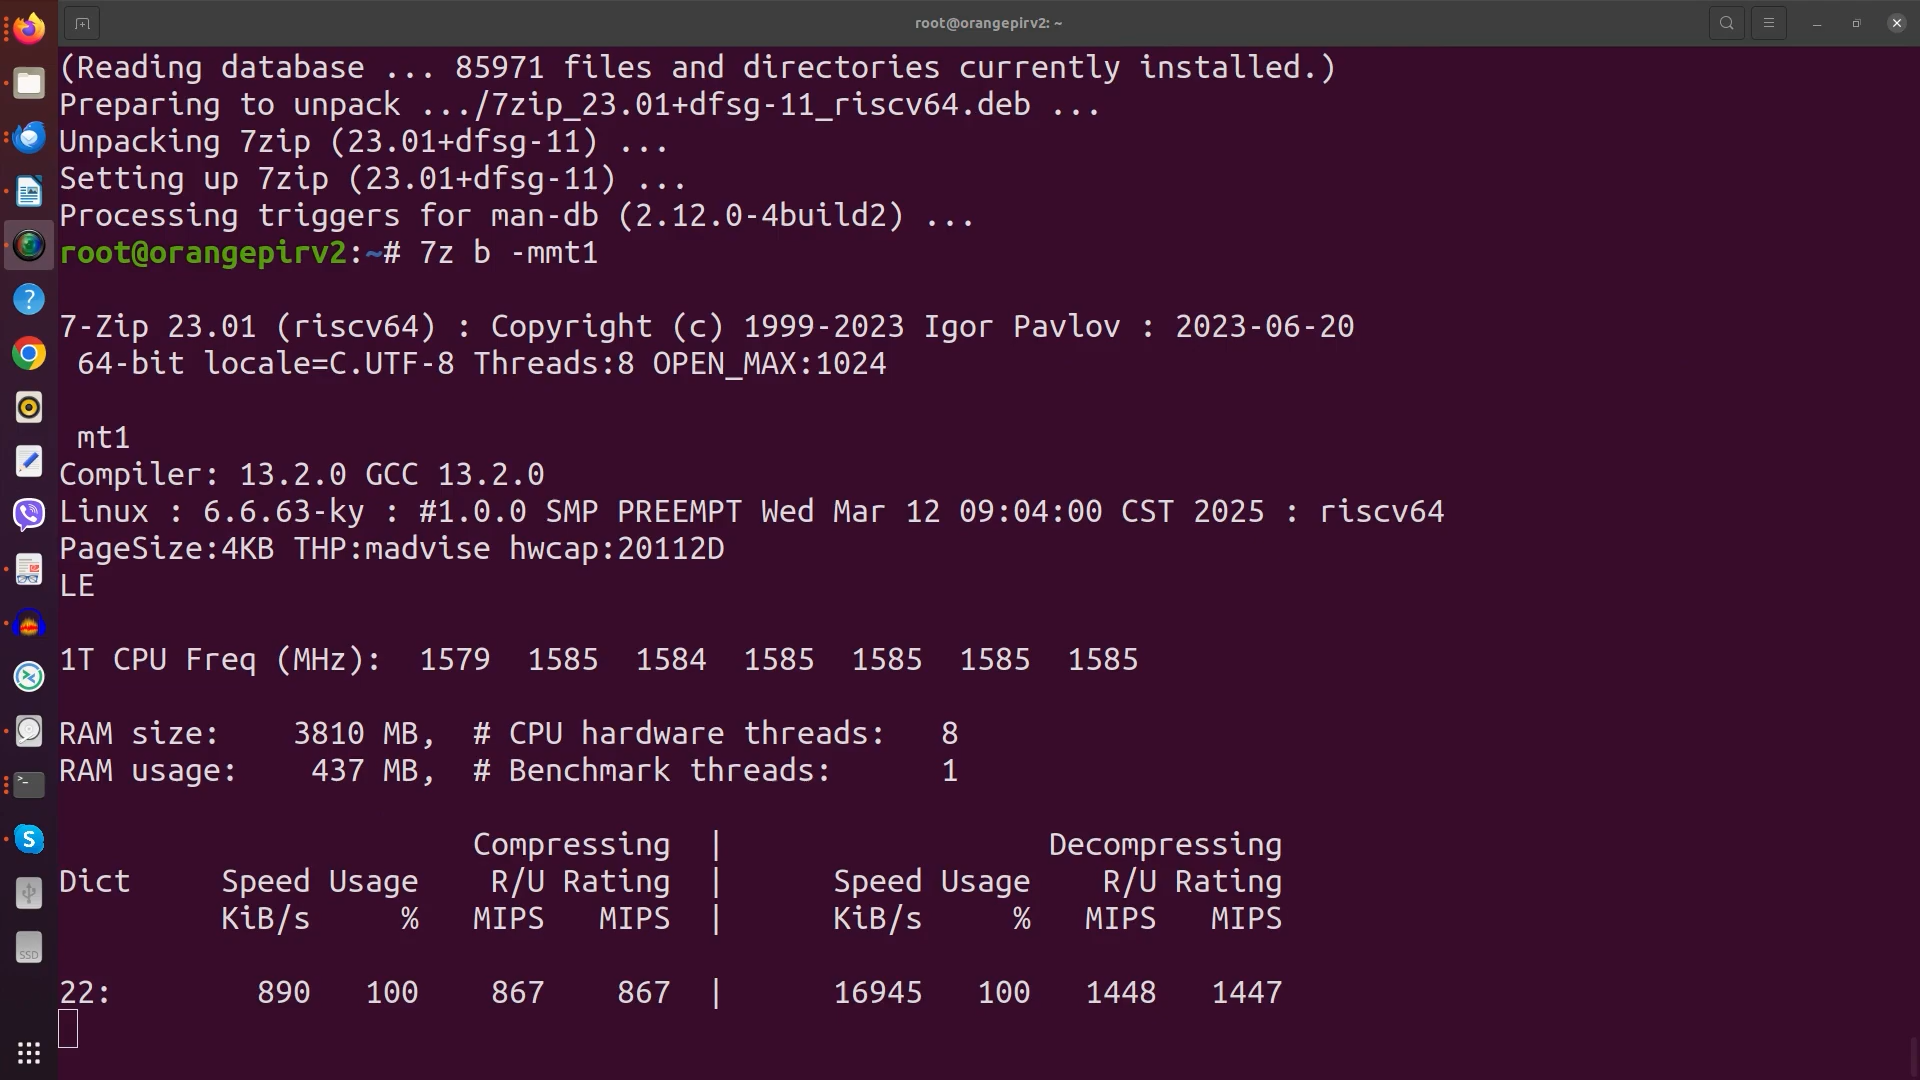 root@orangepirv2: ~
(Reading database ... 85971 files and directories currently installed.)
Preparing to unpack .../7zip_23.01+dfsg-11_riscv64.deb ...
Unpacking 7zip (23.01+dfsg-11) ...
Setting up 7zip (23.01+dfsg-11) ...
Processing triggers for man-db (2.12.0-4build2) ...
root@orangepirv2:~# 7z b -mmt1
7-Zip 23.01 (riscv64) : Copyright (c) 1999-2023 Igor Pavlov : 2023-06-20
64-bit locale=C.UTF-8 Threads:8 OPEN_MAX:1024
mt1
Compiler: 13.2.0 GCC 13.2.0
Linux : 6.6.63-ky : #1.0.0 SMP PREEMPT Wed Mar 12 09:04:00 CST 2025 : riscv64
PageSize:4KB THP:madvise hwcap:20112D
LE
1T CPU Freq (MHz):  1579  1585  1584  1585  1585  1585  1585
RAM size:    3810 MB,  # CPU hardware threads:   8
RAM usage:    437 MB,  # Benchmark threads:      1
Compressing  |                  Decompressing
Dict     Speed Usage    R/U Rating  |      Speed Usage    R/U Rating
KiB/s     %   MIPS   MIPS  |      KiB/s     %   MIPS   MIPS
22:        890   100    867    867  |      16945   100   1448   1447
SSD